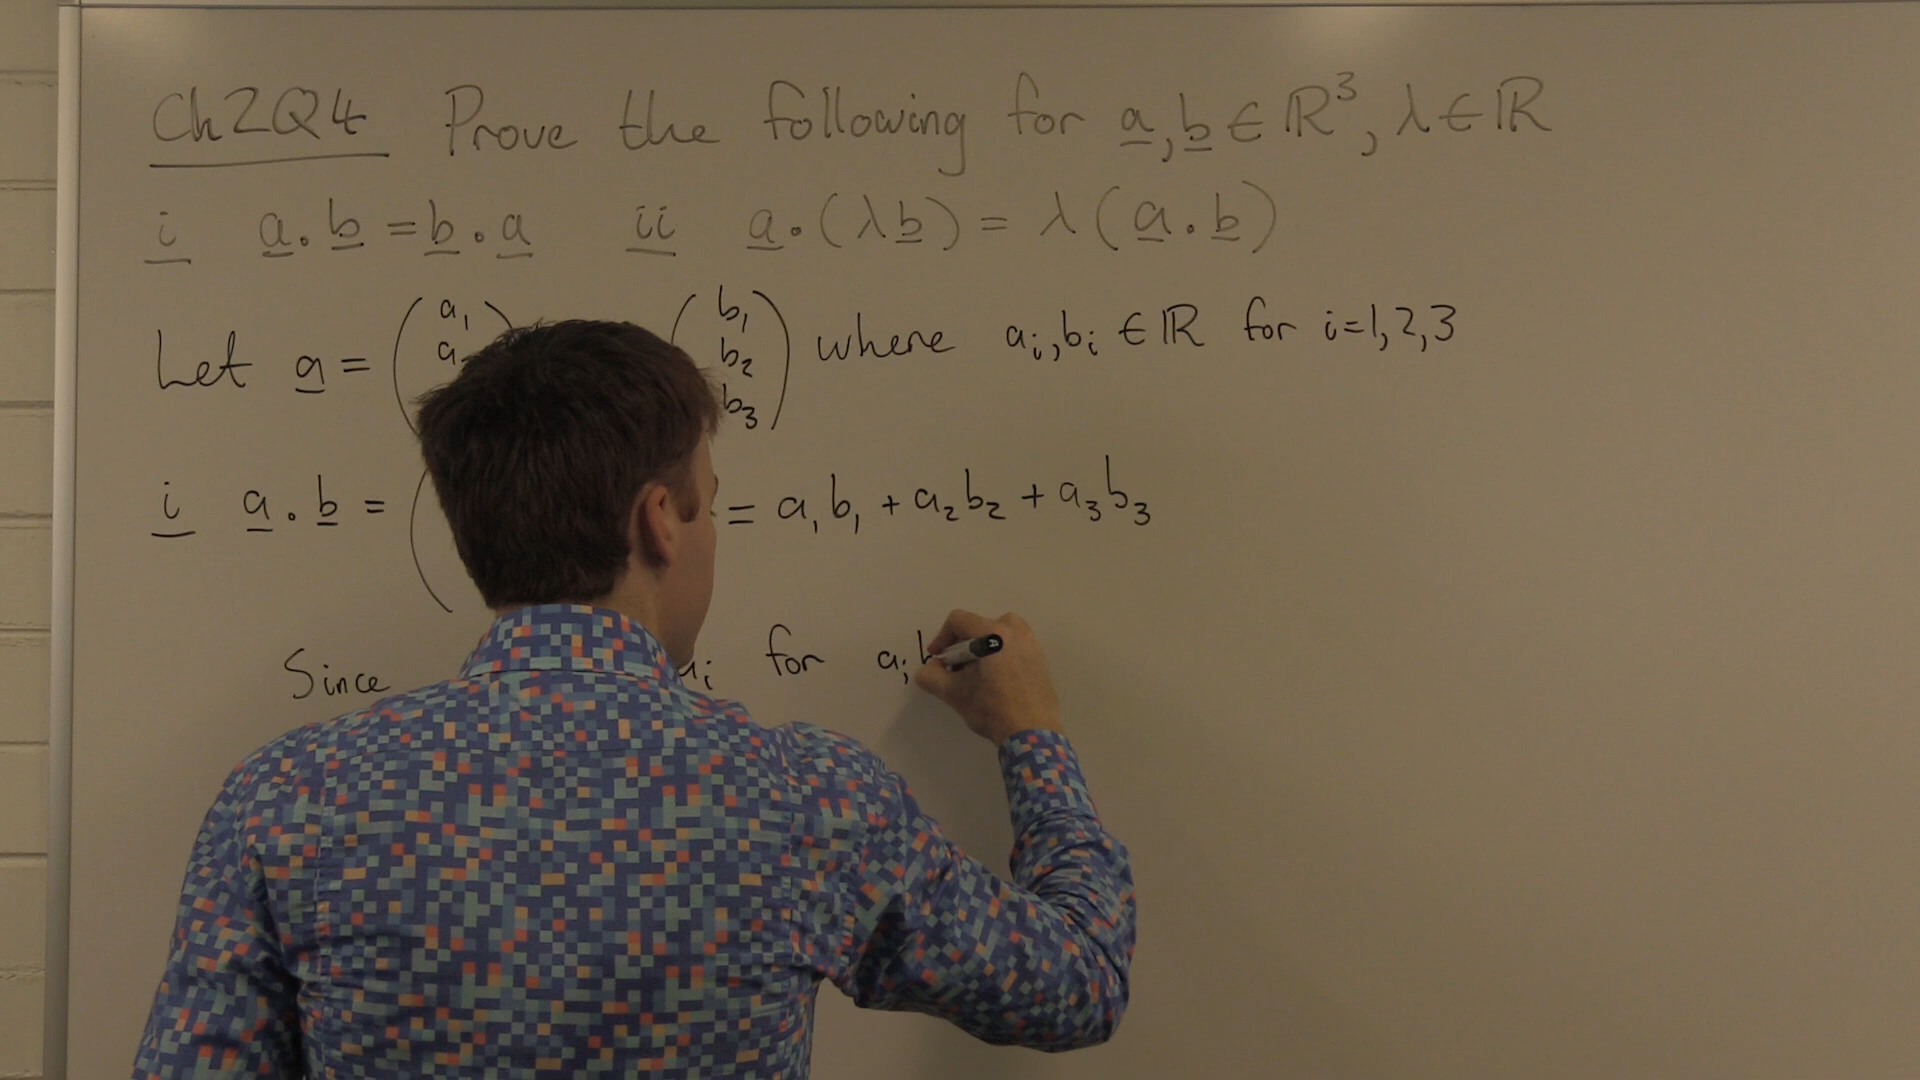 Ch2Q4 Prove the following for a, b ∈ ℝ³, λ ∈ ℝ
i a . b = b . a ii a . (λb) = λ(a . b)
Let a = (a₁ a (b₁ b₂ b₃) where aᵢ, bᵢ ∈ ℝ for i=1,2,3
i a . b = ( = a₁b₁ + a₂b₂ + a₃b₃
Since aᵢ for aᵢ